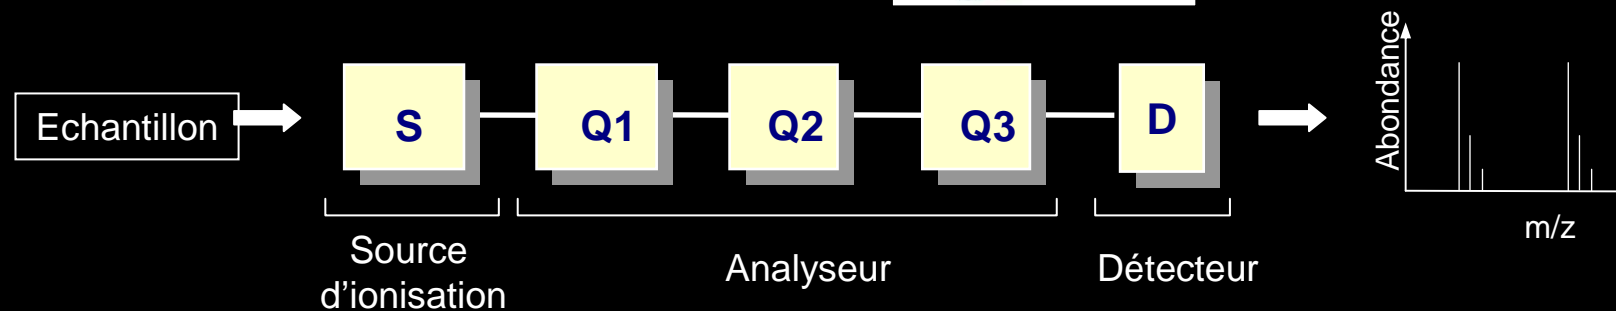 Echantillon
S
Q1
Q2
Q3
D
Abondance
m/z
Source
d’ionisation
Analyseur
Détecteur